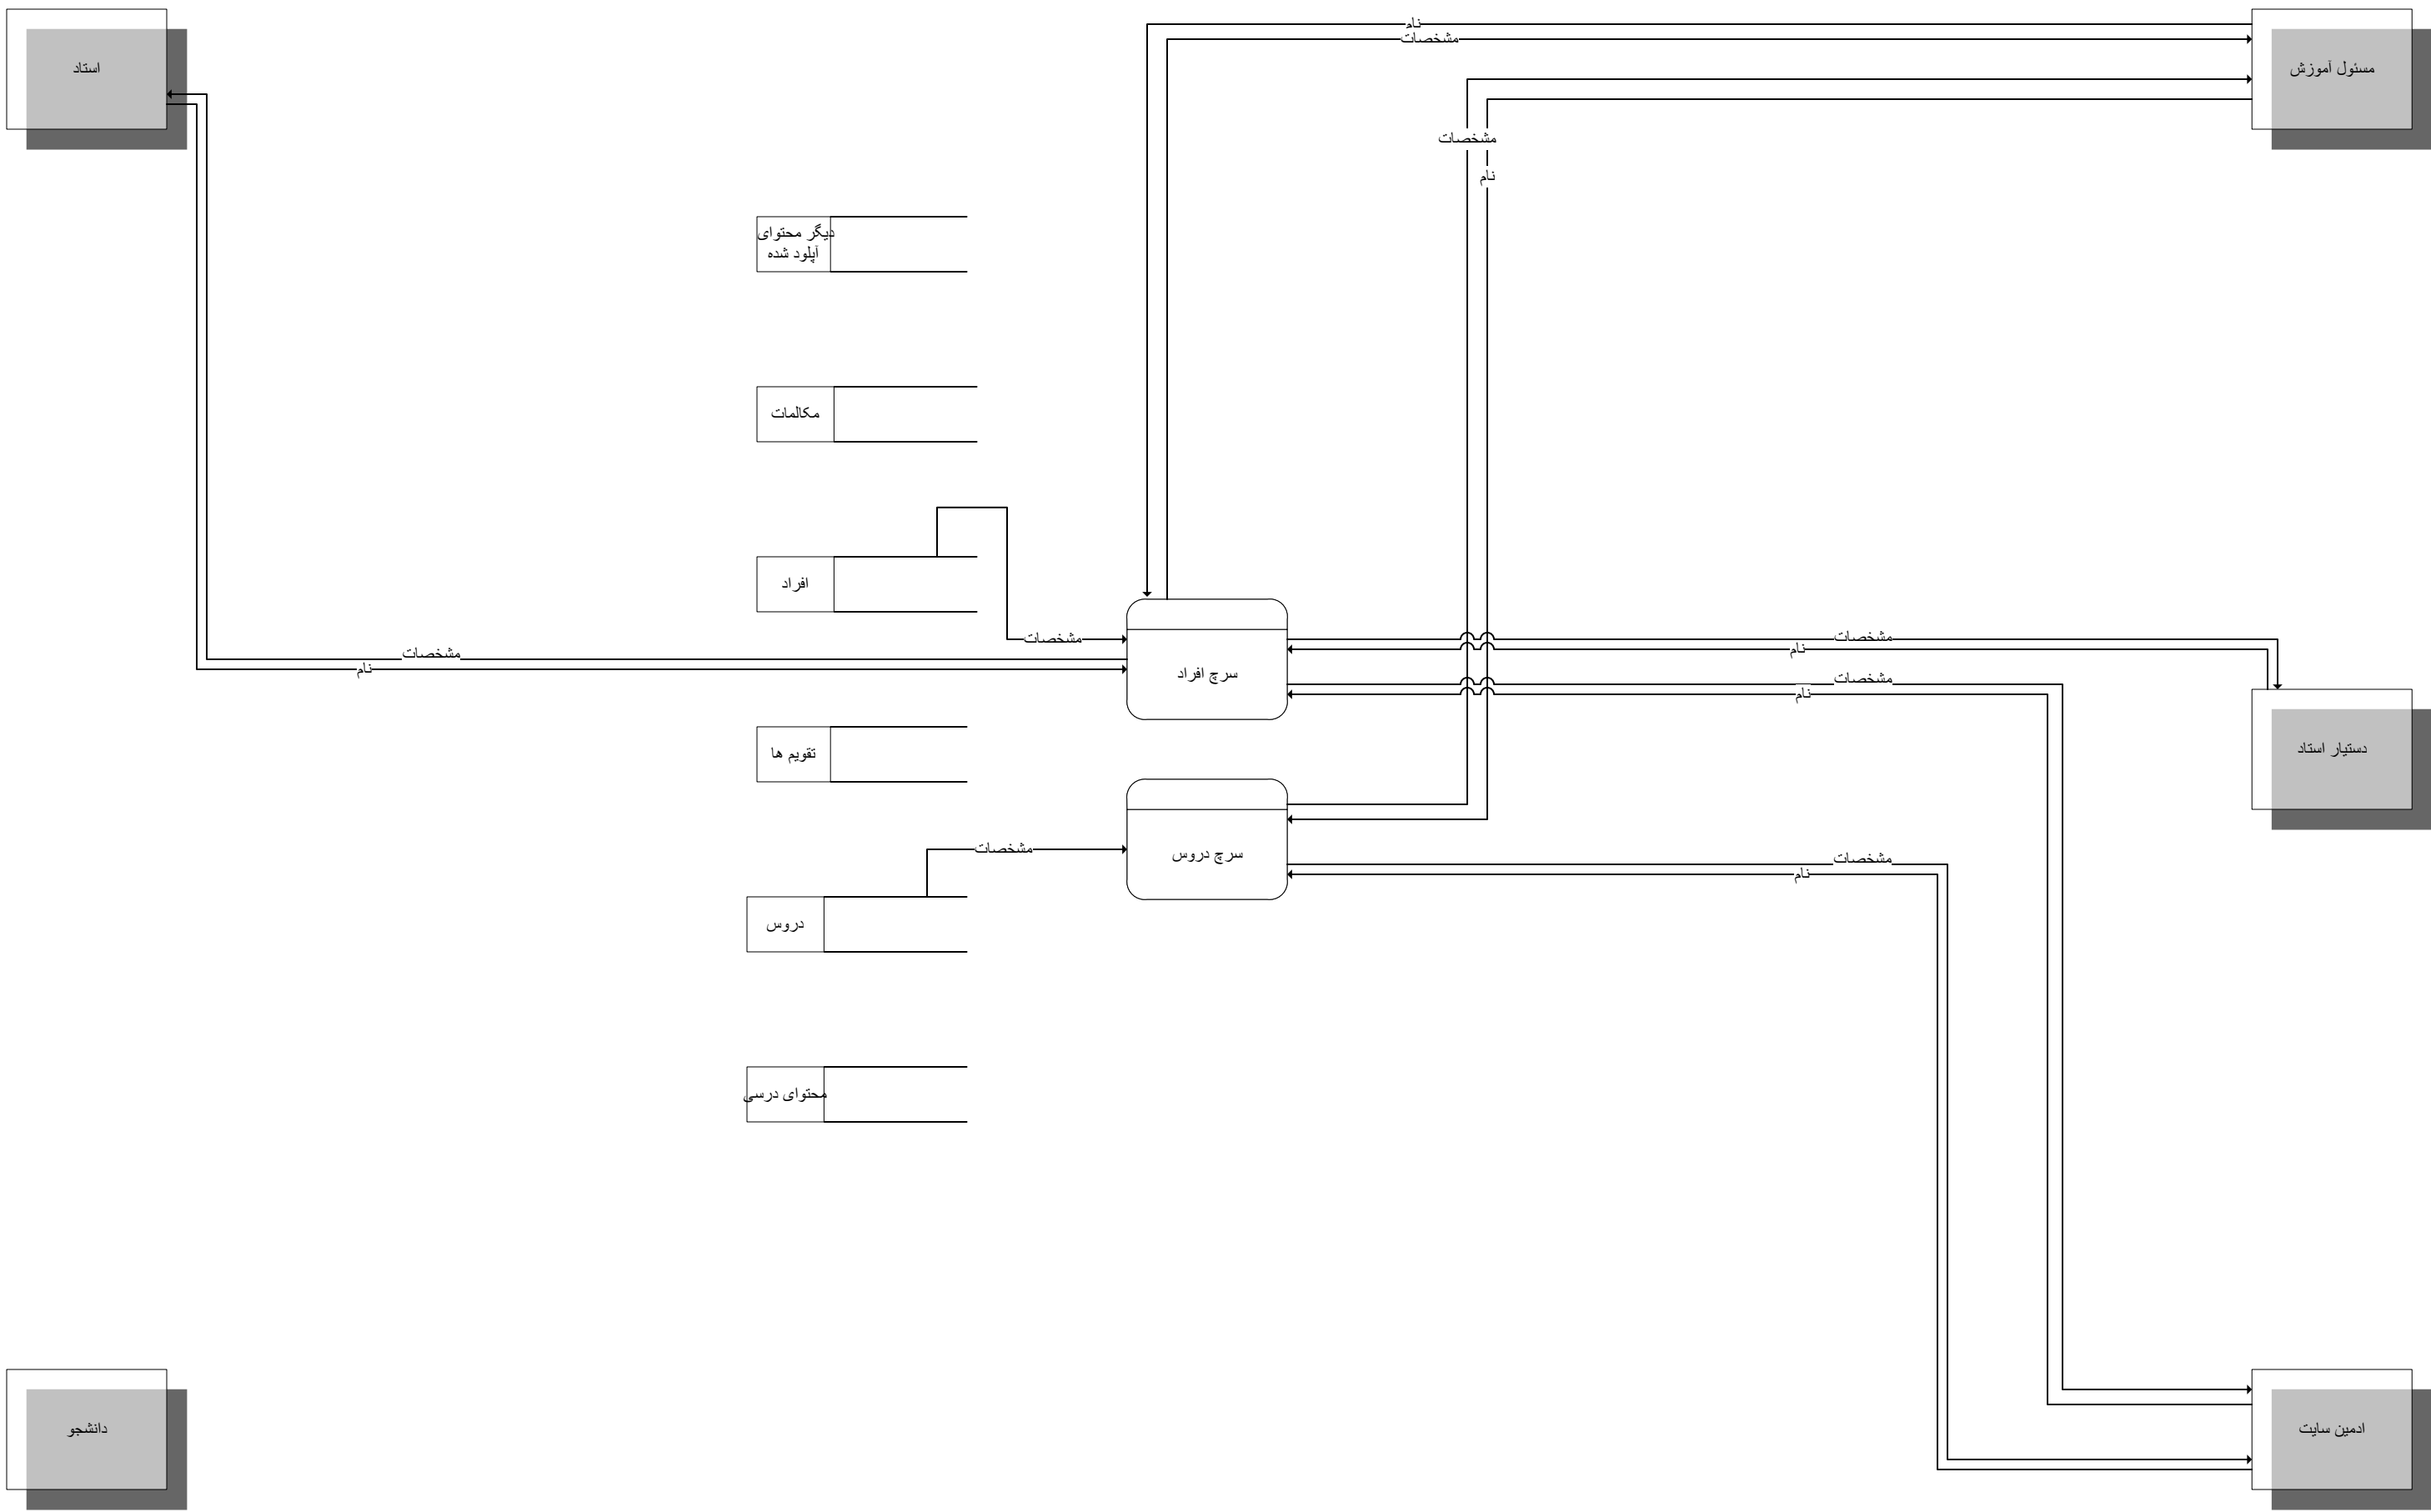 نام
مشخصات
استاد
مسئول آموزش
مشخصات
نام
دیگر محتوای
آپلود شده
مکالمات
افراد
مشخصات
مشخصات
نام
مشخصات
نام
مشخصات
نام
سرچ افراد
دستیار استاد
تقویم ها
مشخصات
سرچ دروس
مشخصات
نام
دروس
محتوای درسی
دانشجو
ادمین سایت